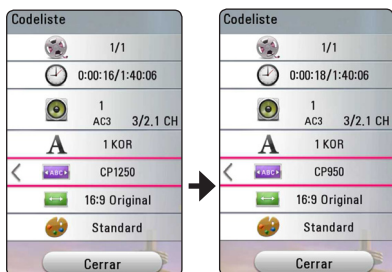 Codeliste
1/1
0:00:16/1:40:06
1
AC3 3/2.1 CH
A 1 KOR
ABC CP1250
16:9 Original
Standard
Cerrar
Codeliste
1/1
0:00:18/1:40:06
1
AC3 3/2.1 CH
A 1 KOR
ABC CP950
16:9 Original
Standard
Cerrar